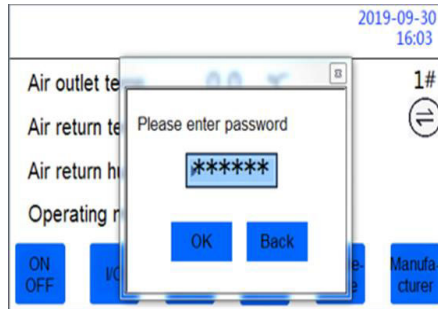 2019-09-30
16:03
Air outlet te
1#
Please enter password
Air return te
******
Air return hu
Operating
OK Back
ON
OFF
I/O
Manufa-
cturer